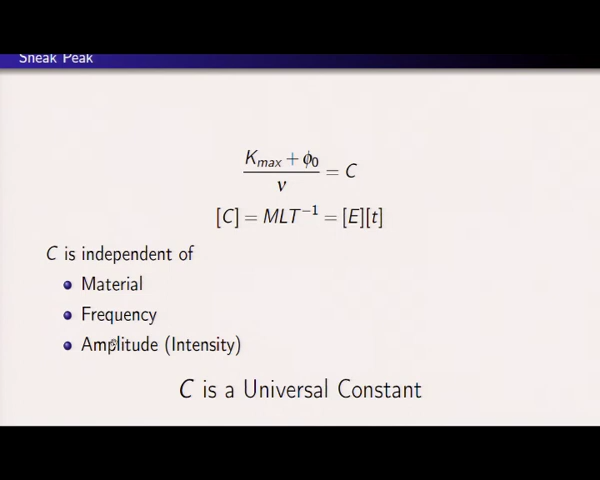 Sneak Peak
K_max + ϕ_0 / ν = C
[C] = MLT^−1 = [E][t]
C is independent of
Material
Frequency
Amplitude (Intensity)
C is a Universal Constant